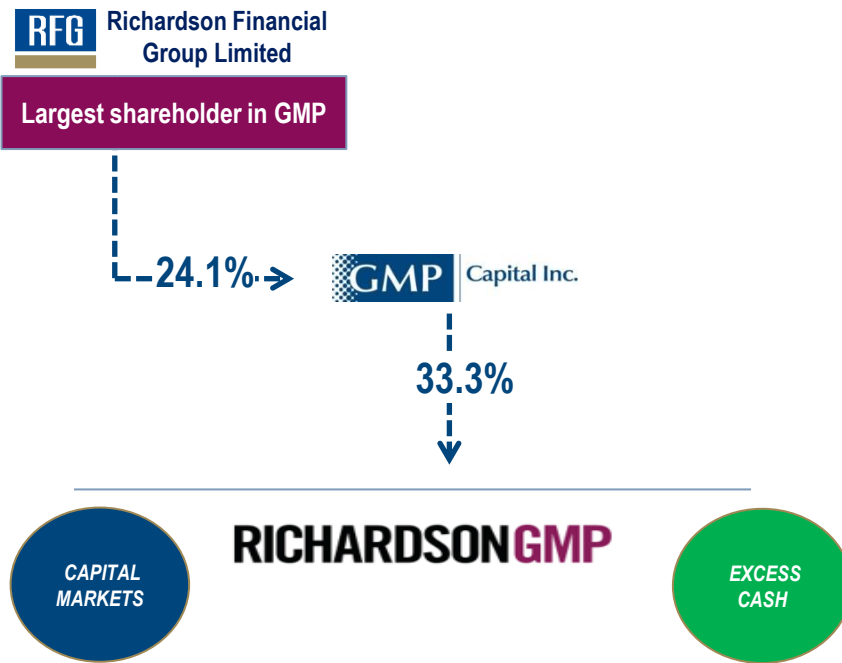 RFG
Richardson Financial
Group Limited
Largest shareholder in GMP
24.1%
GMP Capital Inc.
33.3%
RICHARDSONGMP
CAPITAL
MARKETS
EXCESS
CASH